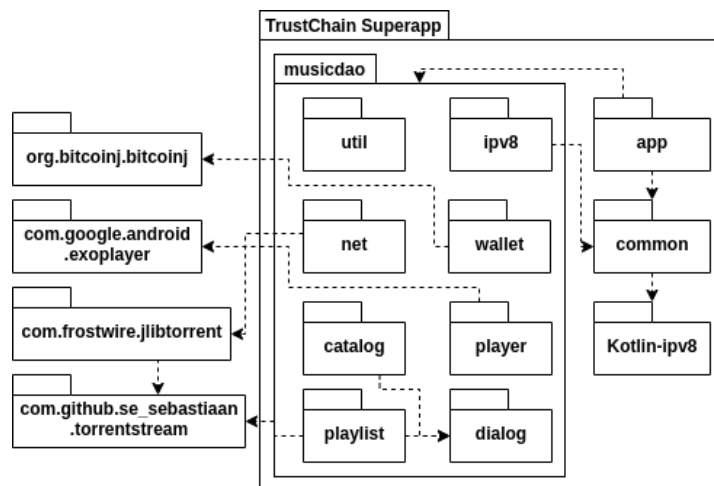 TrustChain Superapp
musicdao
org.bitcoinj.bitcoinj
util
ipv8
app
com.google.android
.exoplayer
net
wallet
common
com.frostwire.jlibtorrent
catalog
player
Kotlin-ipv8
com.github.se_sebastiaan
.torrentstream
playlist
dialog